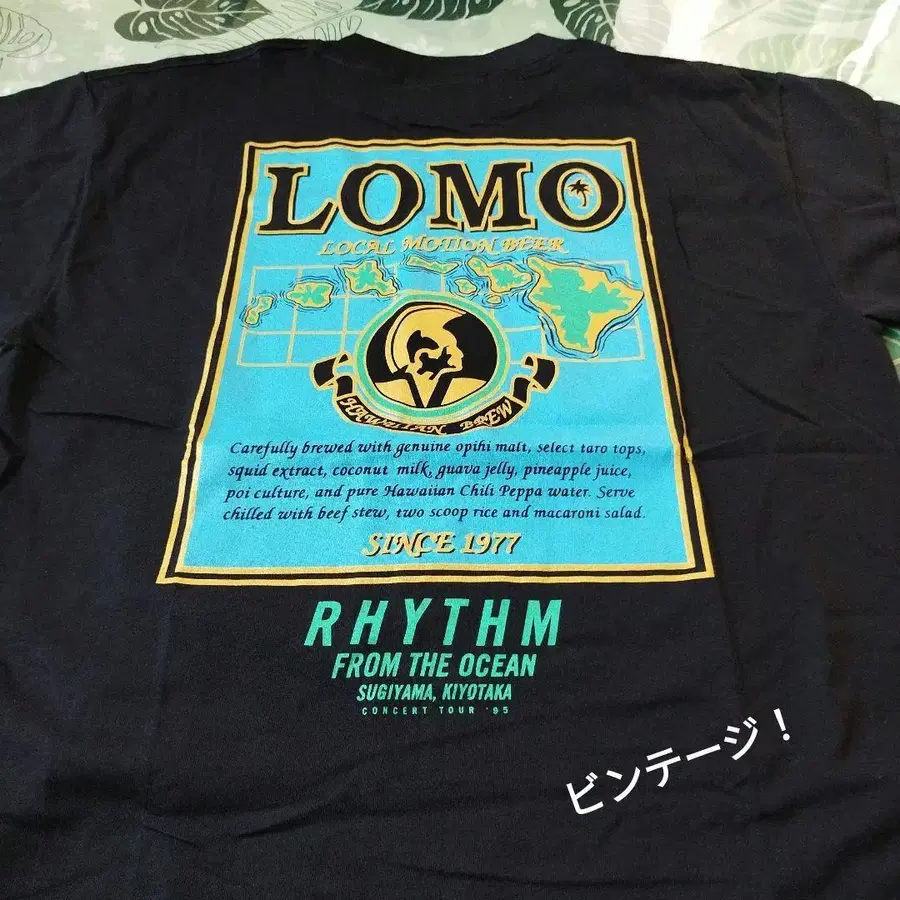 LOMO
LOCAL MOTION BEER
HAWAIIAN BREW
Carefully brewed with genuine opihi malt, select taro tops,
squid extract, coconut milk, guava jelly, pineapple juice,
poi culture, and pure Hawaiian Chili Peppa water. Serve
chilled with beef stew, two scoop rice and macaroni salad.
SINCE 1977
RHYTHM
FROM THE OCEAN
SUGIYAMA, KIYOTAKA
CONCERT TOUR '95
ビンテージ！